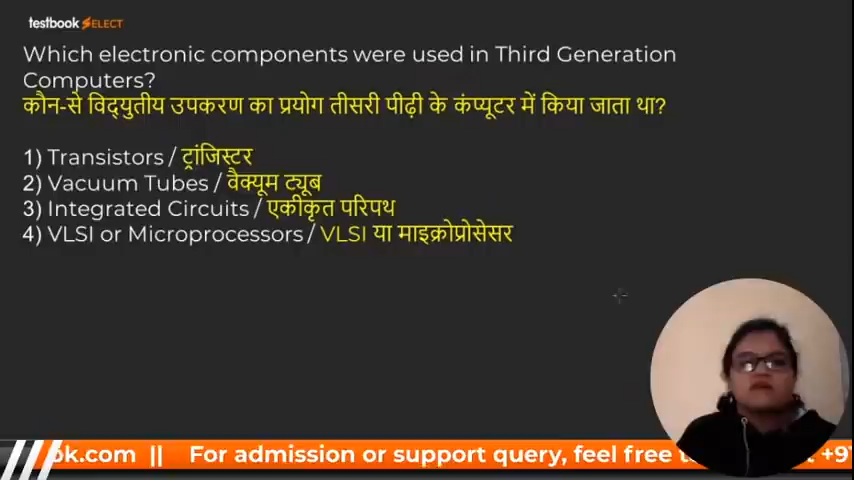 testbook SELECT
Which electronic components were used in Third Generation
Computers?
कौन-से विद्युतीय उपकरण का प्रयोग तीसरी पीढ़ी के कंप्यूटर में किया जाता था?
1) Transistors / ट्रांजिस्टर
2) Vacuum Tubes / वैक्यूम ट्यूब
3) Integrated Circuits / एकीकृत परिपथ
4) VLSI or Microprocessors / VLSI या माइक्रोप्रोसेसर
ok.com || For admission or support query, feel free